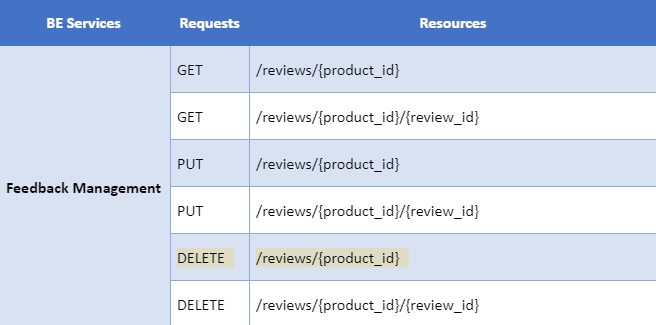 BE Services Requests Resources
GET /reviews/{product_id}
GET /reviews/{product_id}/{review_id}
PUT /reviews/{product_id}
Feedback Management
PUT /reviews/{product_id}/{review_id}
DELETE /reviews/{product_id}
DELETE /reviews/{product_id}/{review_id}